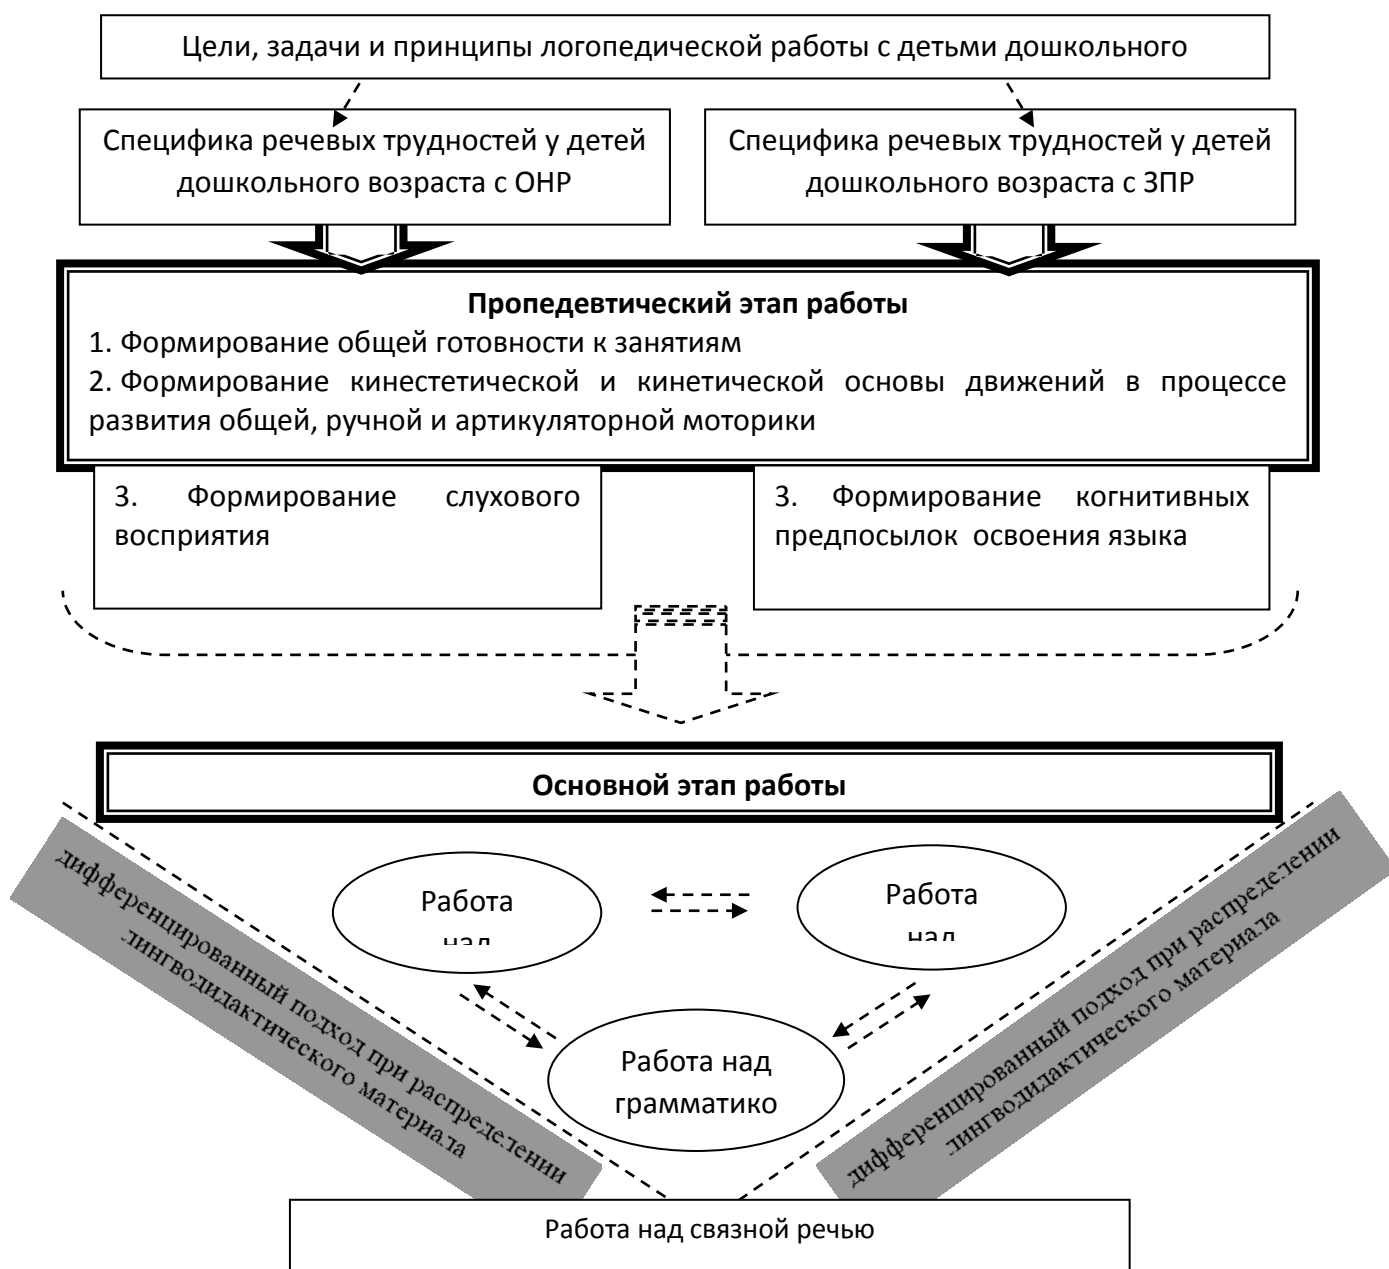 Цели, задачи и принципы логопедической работы с детьми дошкольного
Специфика речевых трудностей у детей
дошкольного возраста с ОНР
Специфика речевых трудностей у детей
дошкольного возраста с ЗПР
Пропедевтический этап работы
1. Формирование общей готовности к занятиям
2. Формирование кинестетической и кинетической основы движений в процессе
развития общей, ручной и артикуляторной моторики
3. Формирование слухового
восприятия
3. Формирование когнитивных
предпосылок освоения языка
Основной этап работы
дифференцированный подход при распределении
лингводидактического материала
Работа
над
Работа
над
Работа над
грамматико
дифференцированный подход при распределении
лингводидактического материала
Работа над связной речью